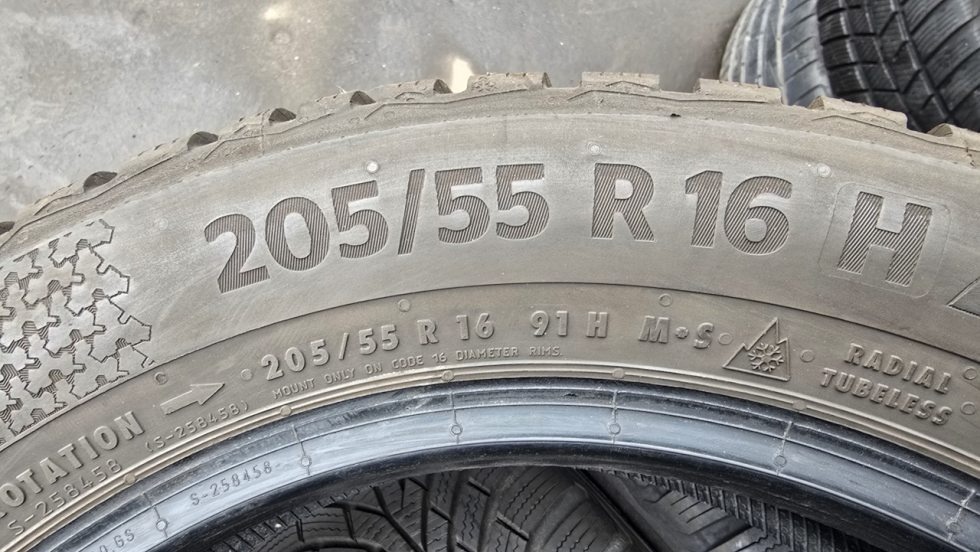 205/55 R 16 H
205/55 R 16 91 H M+S
MOUNT ONLY ON CODE 16 DIAMETER RIMS.
RADIAL
TUBELESS
(S-258458)
S-258458
S-258458
GS